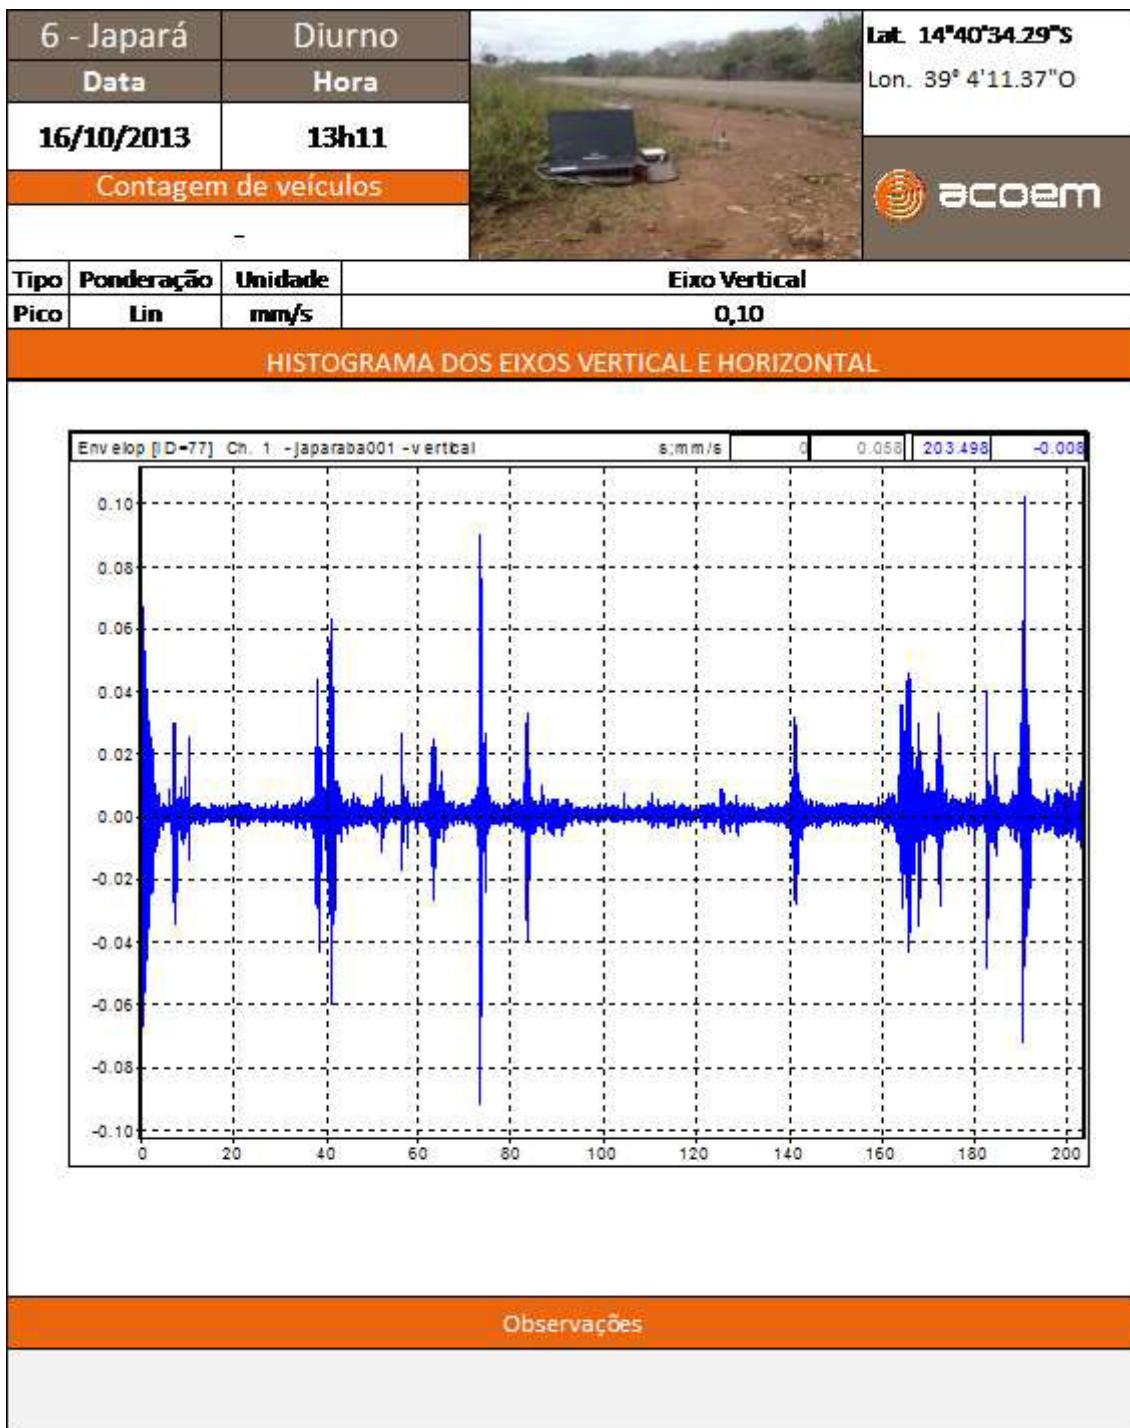 6 - Japará
Diurno
Data
Hora
16/10/2013
13h11
Contagem de veículos
-
Lat. 14°40'34.29"S
Lon. 39° 4'11.37"O
acoem
Tipo Ponderação Unidade Eixo Vertical
Pico Lin mm/s 0,10
HISTOGRAMA DOS EIXOS VERTICAL E HORIZONTAL
Envelop [ID=77] Ch. 1 -japaraba001 -vertical s;mm/s 0 0.058 203.498 -0.008
0.10
0.08
0.06
0.04
0.02
0.00
-0.02
-0.04
-0.06
-0.08
-0.10
0 20 40 60 80 100 120 140 160 180 200
Observações